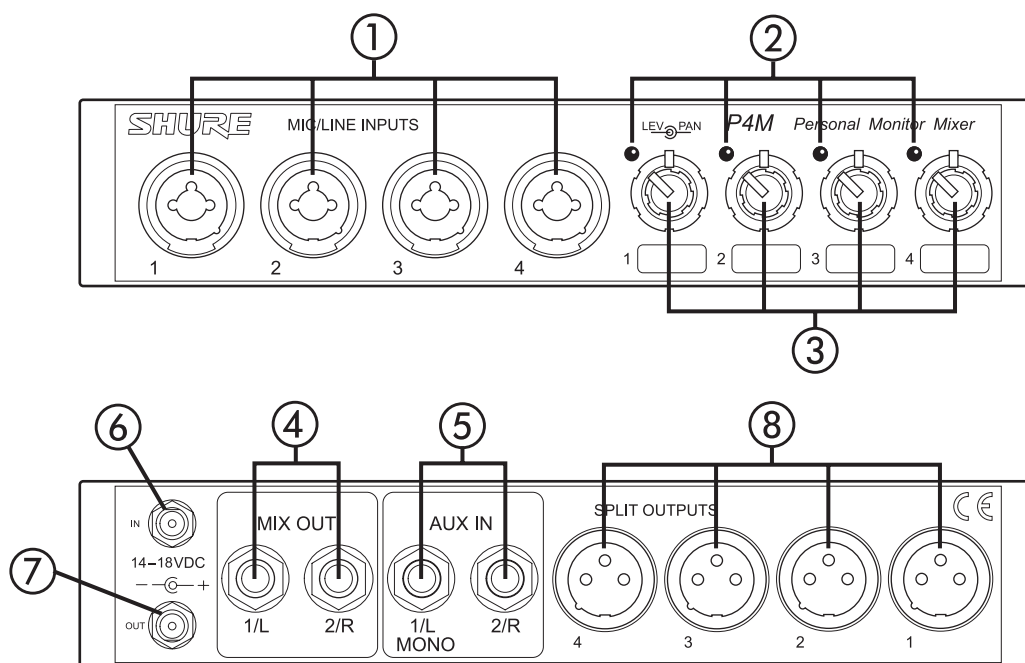 1
2
SHURE MIC/LINE INPUTS LEV PAN P4M Personal Monitor Mixer
1 2 3 4 1 2 3 4
3
6 4 5 8
IN MIX OUT AUX IN SPLIT OUTPUTS CE
14–18VDC
– +
7
OUT 1/L 2/R 1/L 2/R 4 3 2 1
MONO